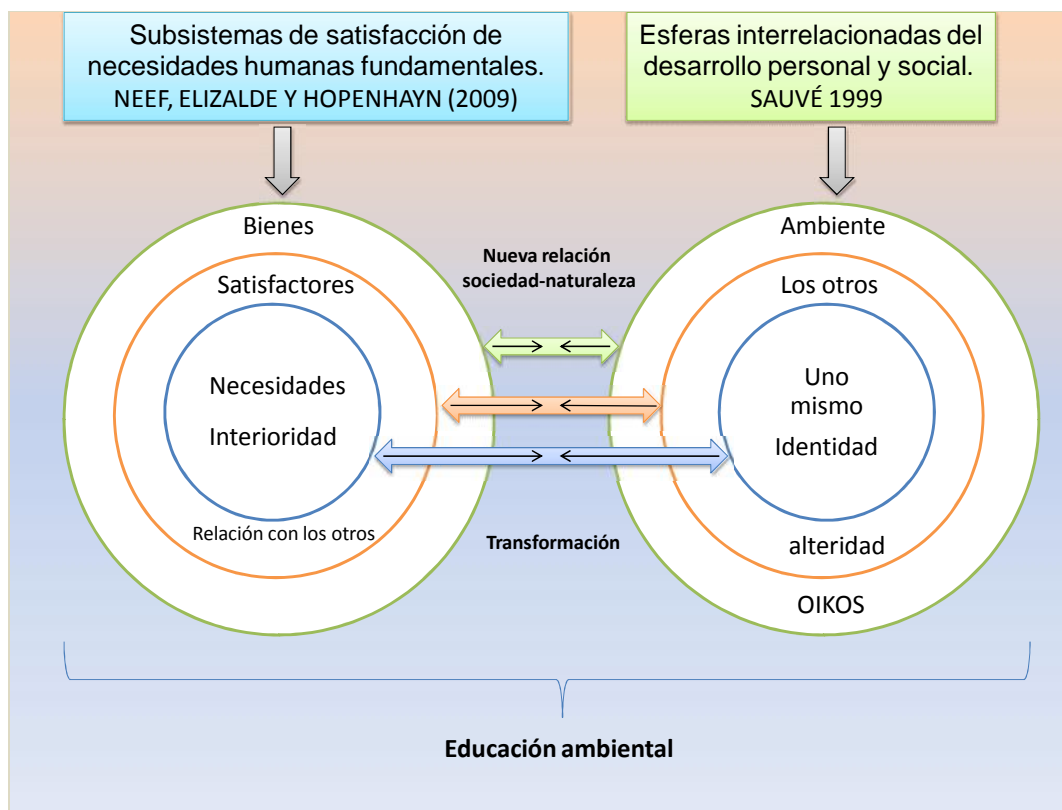 Subsistemas de satisfacción de
necesidades humanas fundamentales.
NEEF, ELIZALDE Y HOPENHAYN (2009)
Esferas interrelacionadas del
desarrollo personal y social.
SAUVÉ 1999
Bienes
Satisfactores
Necesidades
Interioridad
Relación con los otros
Nueva relación
sociedad-naturaleza
Transformación
Ambiente
Los otros
Uno
mismo
Identidad
alteridad
OIKOS
Educación ambiental